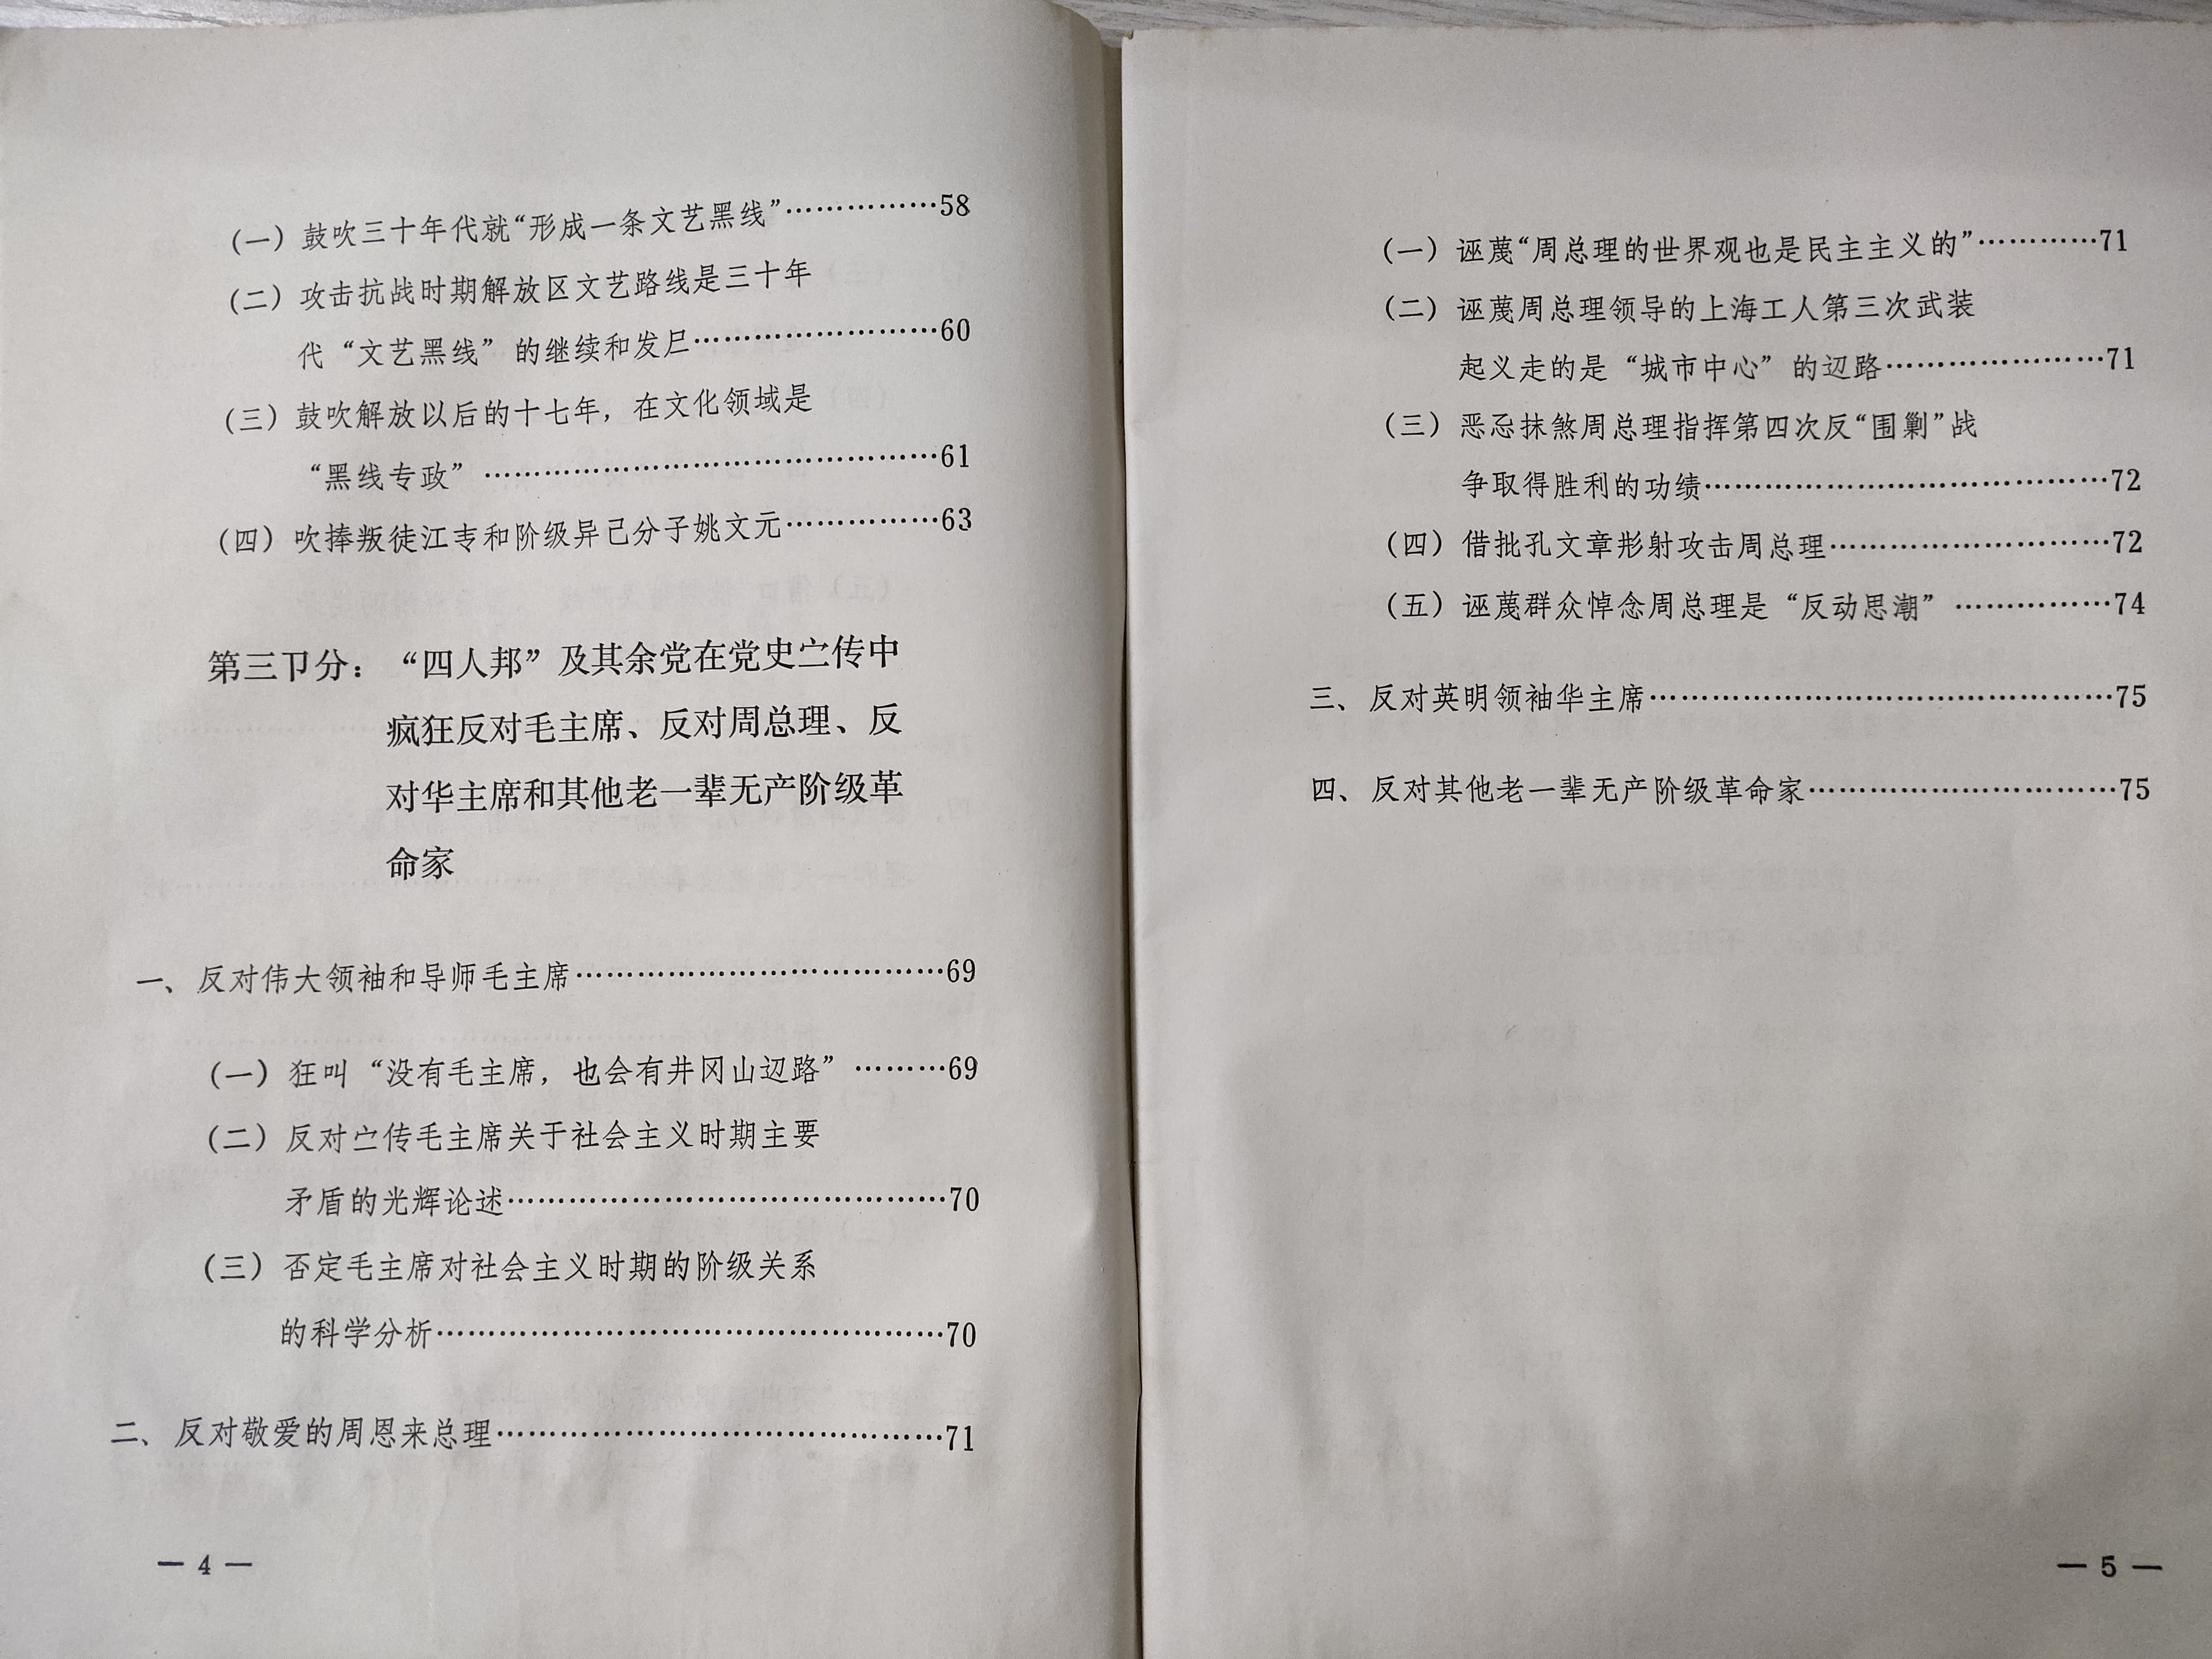 (一) 鼓吹三十年代就“形成一条文艺黑线”……………58
(二) 攻击抗战时期解放区文艺路线是三十年
代 “文艺黑线” 的继续和发尸……………………60
(三) 鼓吹解放以后的十七年，在文化领域是
“黑线专政” ………………………………………61
(四) 吹捧叛徒江㐀和阶级异己分子姚文元……………63
第三卩分： “四人邦”及其余党在党史㝉传中
疯狂反对毛主席、反对周总理、反
对华主席和其他老一辈无产阶级革
命家
一、反对伟大领袖和导师毛主席………………………………69
(一) 狂叫 “没有毛主席，也会有井冈山辺路” ………69
(二) 反对㝉传毛主席关于社会主义时期主要
矛盾的光辉论述……………………………………70
(三) 否定毛主席对社会主义时期的阶级关系
的科学分析…………………………………………70
二、反对敬爱的周恩来总理……………………………………71
— 4 —
(一) 诬蔑“周总理的世界观也是民主主义的”…………71
(二) 诬蔑周总理领导的上海工人第三次武装
起义走的是 “城市中心” 的辺路…………………71
(三) 恶忍抹煞周总理指挥第四次反“围剿”战
争取得胜利的功绩…………………………………72
(四) 借批孔文章形射攻击周总理………………………72
(五) 诬蔑群众悼念周总理是 “反动思潮” ……………74
三、反对英明领袖华主席………………………………………75
四、反对其他老一辈无产阶级革命家…………………………75
— 5 —